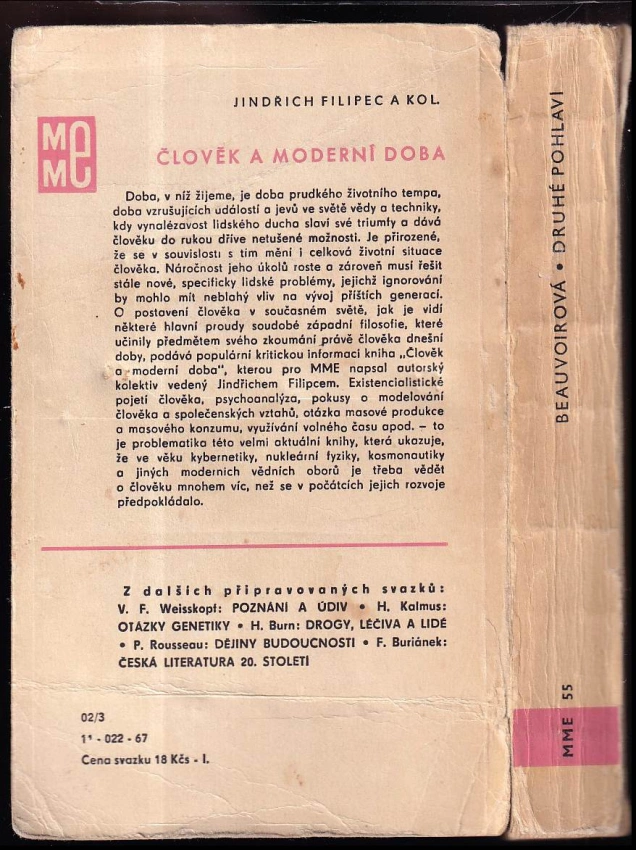 JINDŘICH FILIPEC A KOL.
MeMe
ČLOVĚK A MODERNÍ DOBA
Doba, v níž žijeme, je doba prudkého životního tempa,
doba vzrušujících událostí a jevů ve světě vědy a techniky,
kdy vynalézavost lidského ducha slaví své triumfy a dává
člověku do rukou dříve netušené možnosti. Je přirozené,
že se v souvislosti s tím mění i celková životní situace
člověka. Náročnost jeho úkolů roste a zároveň musí řešit
stále nové, specificky lidské problémy, jejichž ignorování
by mohlo mít neblahý vliv na vývoj příštích generací.
O postavení člověka v současném světě, jak je vidí
některé hlavní proudy soudobé západní filosofie, které
učinily předmětem svého zkoumání právě člověka dnešní
doby, podává populární kritickou informaci kniha „Člověk
a moderní doba", kterou pro MME napsal autorský
kolektiv vedený Jindřichem Filipcem. Existencialistické
pojetí člověka, psychoanalýza, pokusy o modelování
člověka a společenských vztahů, otázka masové produkce
a masového konzumu, využívání volného času apod. – to
je problematika této velmi aktuální knihy, která ukazuje,
že ve věku kybernetiky, nukleární fyziky, kosmonautiky
a jiných moderních vědních oborů je třeba vědět
o člověku mnohem víc, než se v počátcích jejich rozvoje
předpokládalo.
Z dalších připravovaných svazků:
V. F. Weisskopf: POZNÁNÍ A ÚDIV • H. Kalmus:
OTÁZKY GENETIKY • H. Burn: DROGY, LÉČIVA A LIDÉ
• P. Rousseau: DĚJINY BUDOUCNOSTI • F. Buriánek:
ČESKÁ LITERATURA 20. STOLETÍ
02/3
11 - 022 - 67
Cena svazku 18 Kčs - I.
BEAUVOIROVÁ • DRUHÉ POHLAVÍ
MME 55